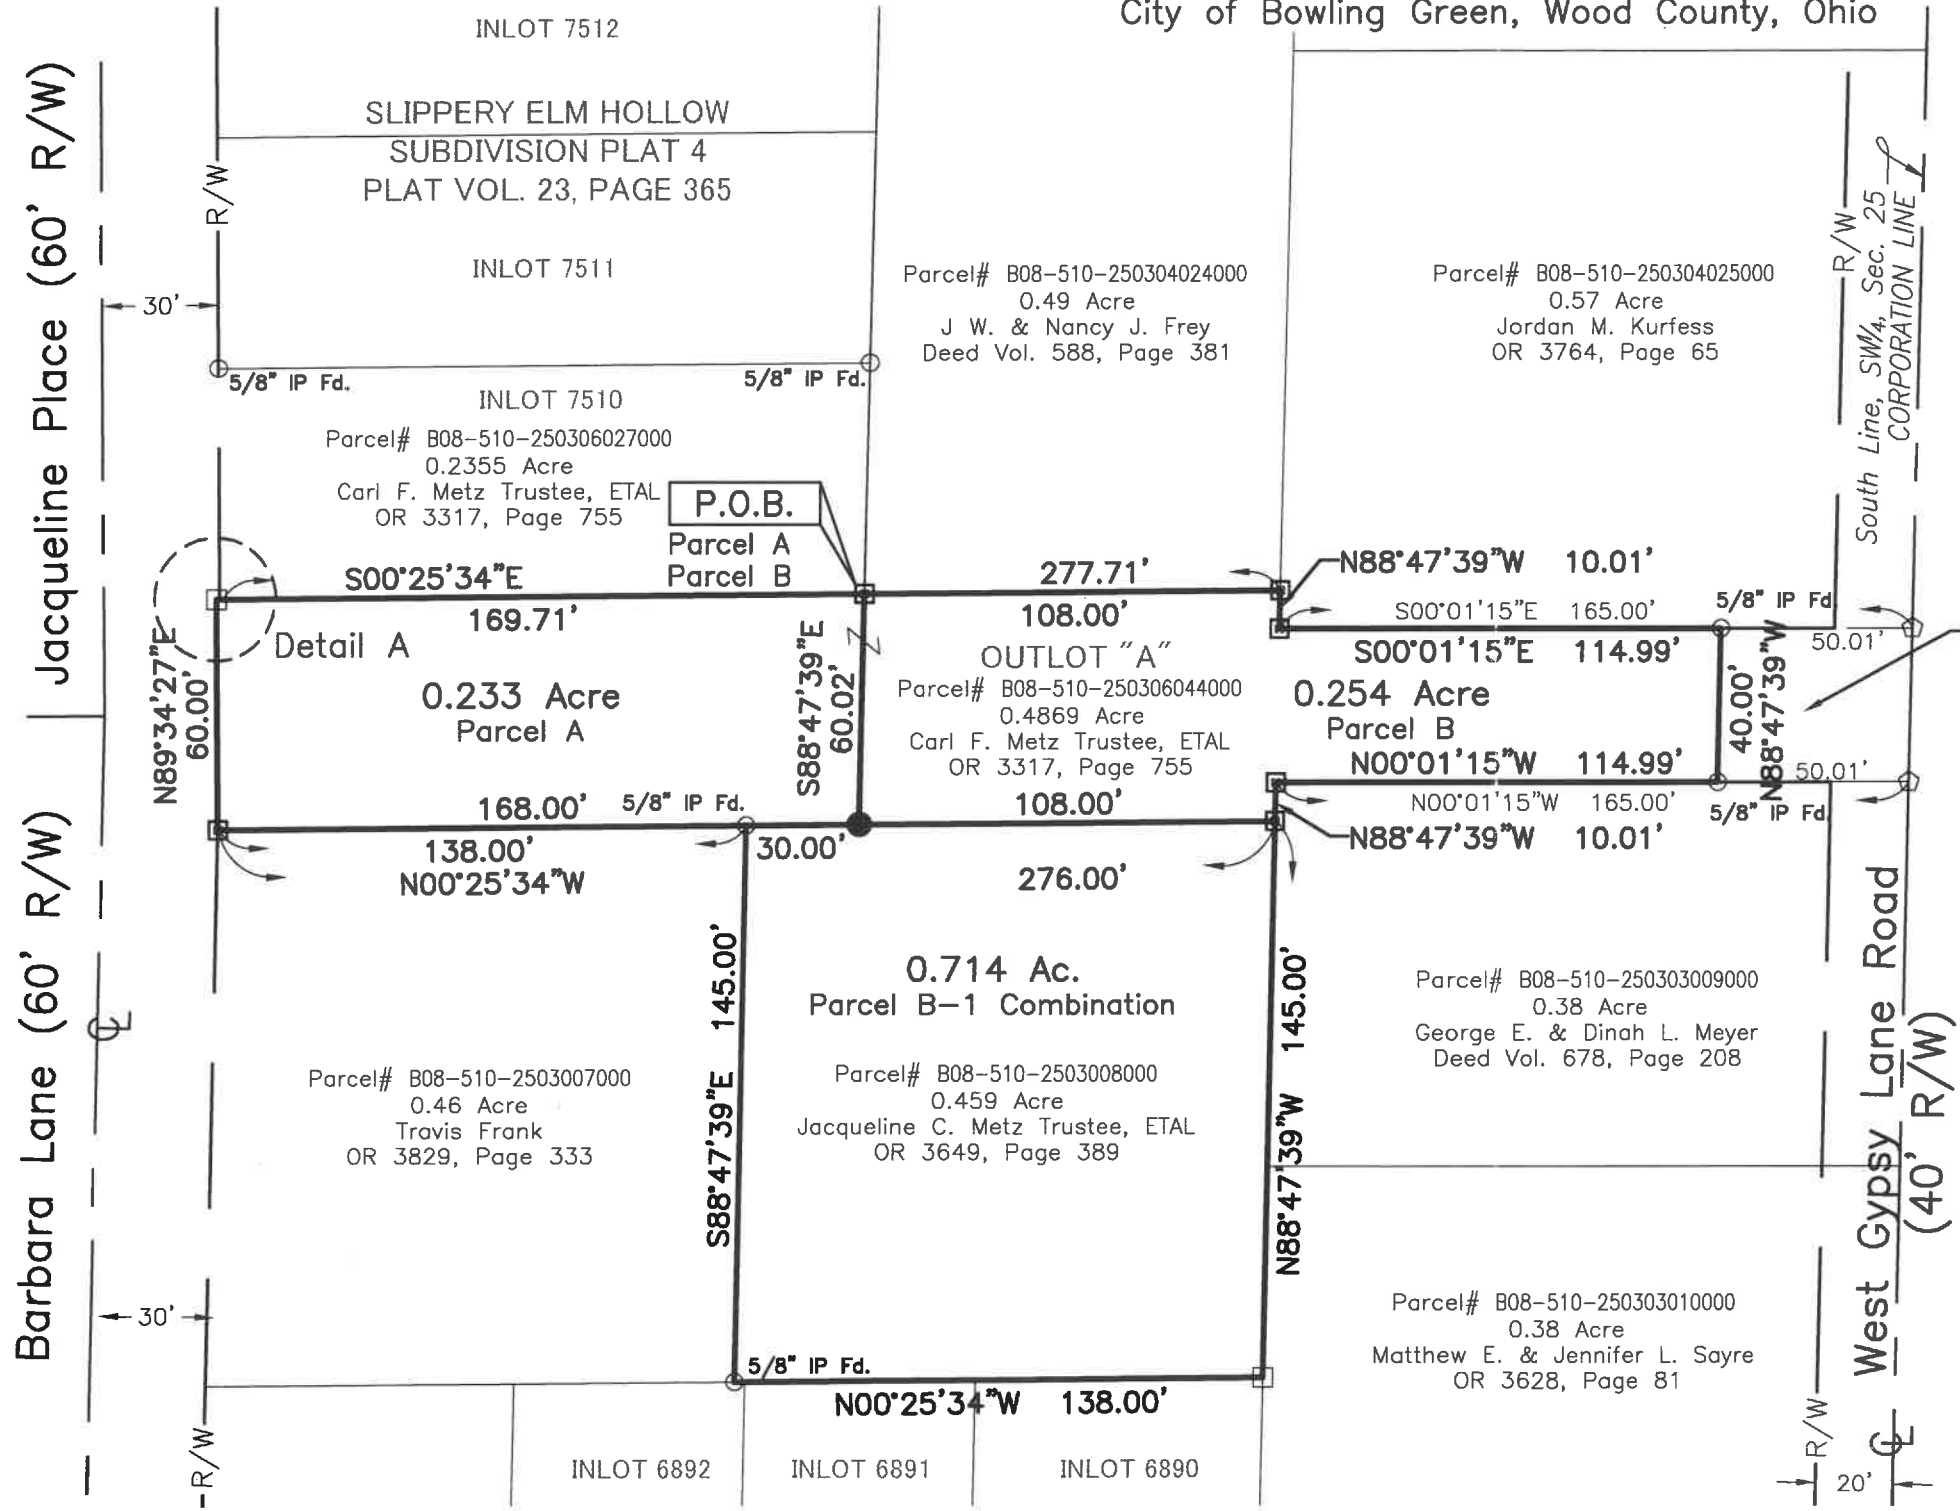 City of Bowling Green, Wood County, Ohio
INLOT 7512
SLIPPERY ELM HOLLOW
SUBDIVISION PLAT 4
PLAT VOL. 23, PAGE 365
R/W
INLOT 7511
Jacqueline Place (60' R/W)
30'
5/8" IP Fd.
5/8" IP Fd.
INLOT 7510
Parcel# B08-510-250306027000
0.2355 Acre
Carl F. Metz Trustee, ETAL
OR 3317, Page 755
P.O.B.
Parcel A
Parcel B
Parcel# B08-510-250304024000
0.49 Acre
J W. & Nancy J. Frey
Deed Vol. 588, Page 381
Parcel# B08-510-250304025000
0.57 Acre
Jordan M. Kurfess
OR 3764, Page 65
R/W
South Line, SW1/4, Sec. 25
CORPORATION LINE
S00°25'34"E
169.71'
277.71'
108.00'
N88°47'39"W 10.01'
S00°01'15"E 165.00'
5/8" IP Fd.
S00°01'15"E 114.99'
50.01'
Detail A
N89°34'27"E
60.00'
0.233 Acre
Parcel A
S88°47'39"E
60.02'
Z
OUTLOT "A"
Parcel# B08-510-250306044000
0.4869 Acre
Carl F. Metz Trustee, ETAL
OR 3317, Page 755
0.254 Acre
Parcel B
40.00'
N88°47'39"W
N00°01'15"W 114.99'
50.01'
N00°01'15"W 165.00'
5/8" IP Fd.
N88°47'39"W 10.01'
168.00'
5/8" IP Fd.
108.00'
138.00'
30.00'
N00°25'34"W
276.00'
Barbara Lane (60' R/W)
CL
30'
S88°47'39"E 145.00'
0.714 Ac.
Parcel B-1 Combination
N88°47'39"W 145.00'
Parcel# B08-510-2503007000
0.46 Acre
Travis Frank
OR 3829, Page 333
Parcel# B08-510-2503008000
0.459 Acre
Jacqueline C. Metz Trustee, ETAL
OR 3649, Page 389
Parcel# B08-510-250303009000
0.38 Acre
George E. & Dinah L. Meyer
Deed Vol. 678, Page 208
West Gypsy Lane Road
(40' R/W)
Parcel# B08-510-250303010000
0.38 Acre
Matthew E. & Jennifer L. Sayre
OR 3628, Page 81
5/8" IP Fd.
N00°25'34"W 138.00'
R/W
INLOT 6892
INLOT 6891
INLOT 6890
R/W
CL
20'